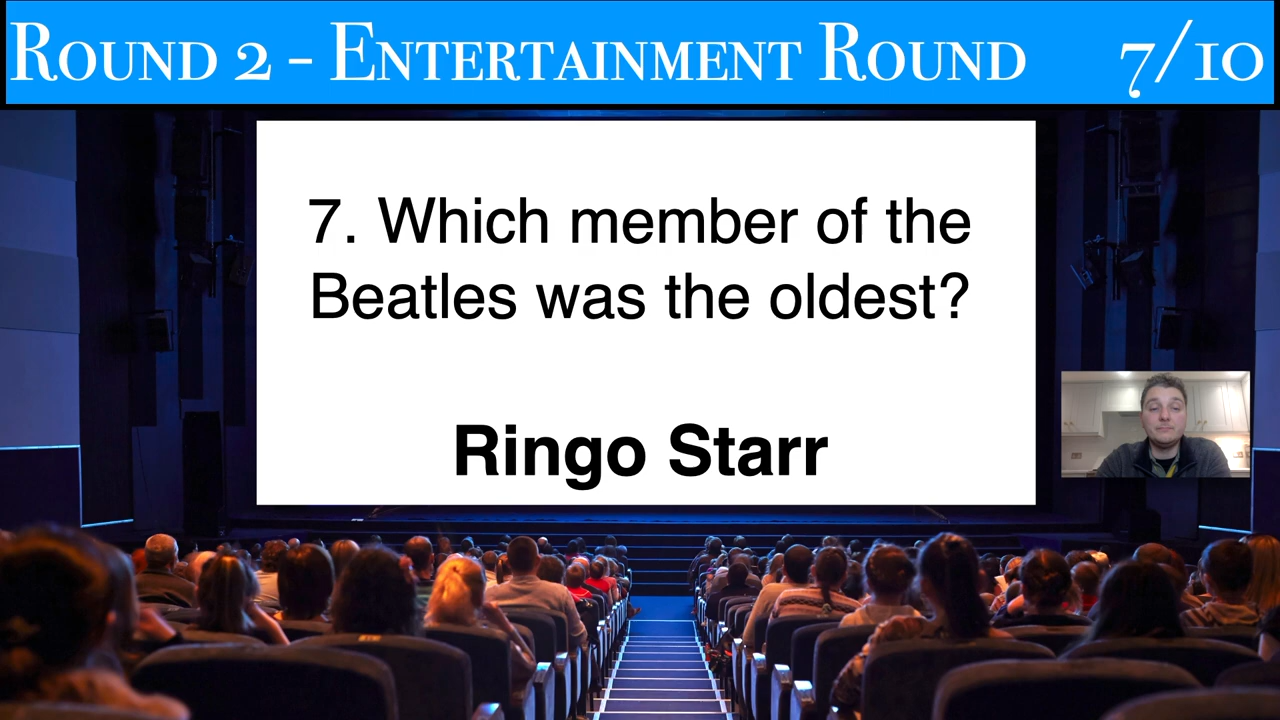 Round 2 - Entertainment Round 7/10
7. Which member of the
Beatles was the oldest?
Ringo Starr